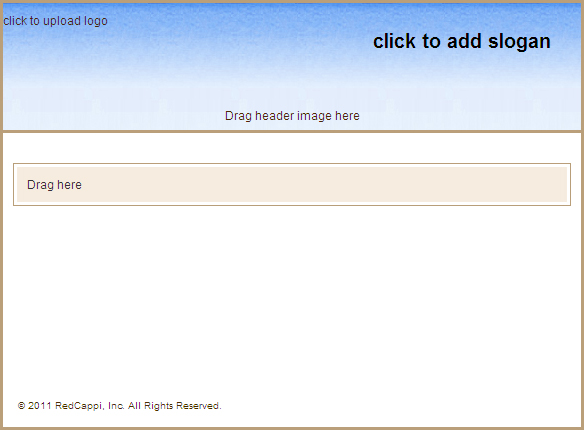 click to upload logo
click to add slogan
Drag header image here
Drag here
© 2011 RedCappi, Inc. All Rights Reserved.